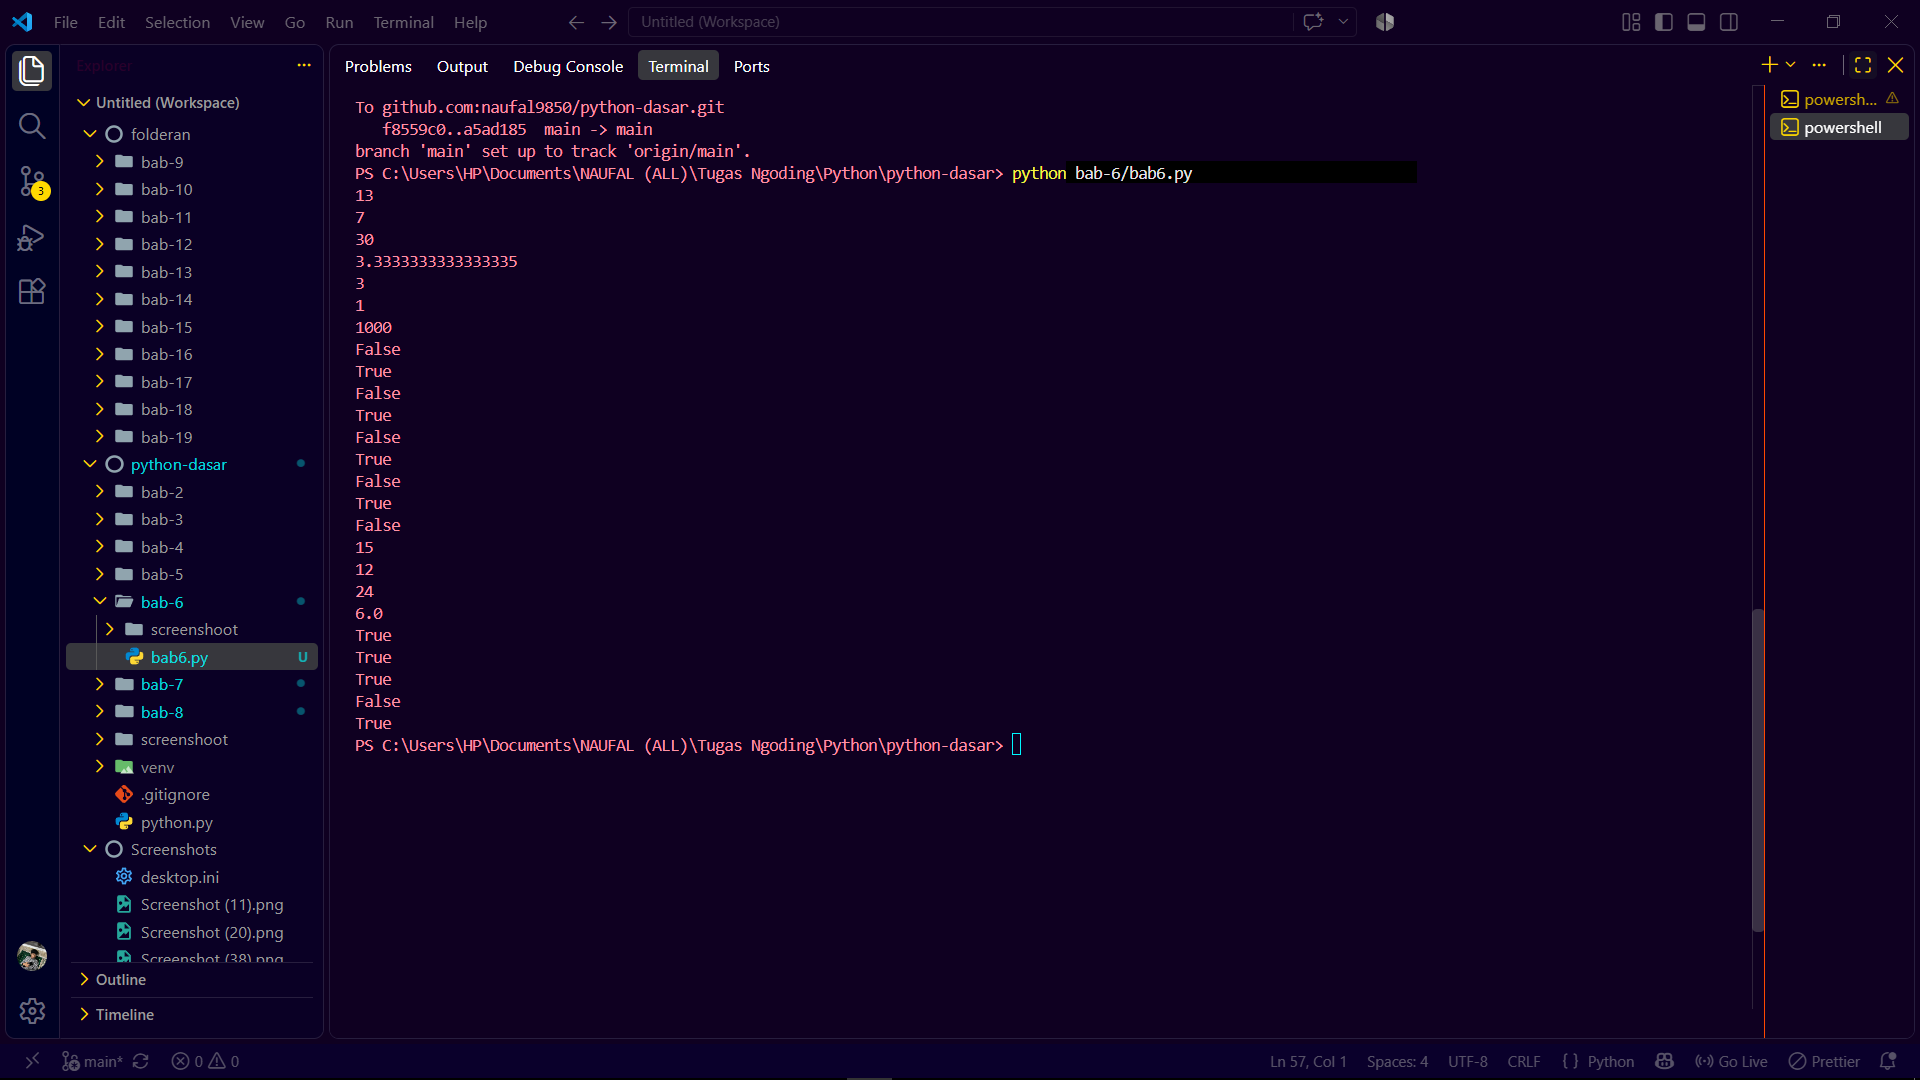 File Edit Selection View Go Run Terminal Help
Untitled (Workspace)
Explorer
Problems Output Debug Console Terminal Ports
Untitled (Workspace)
folderan
bab-9
bab-10
bab-11
bab-12
bab-13
bab-14
bab-15
bab-16
bab-17
bab-18
bab-19
python-dasar
bab-2
bab-3
bab-4
bab-5
bab-6
screenshoot
bab6.py U
bab-7
bab-8
screenshoot
venv
.gitignore
python.py
Screenshots
desktop.ini
Screenshot (11).png
Screenshot (20).png
Screenshot (38).png
Outline
Timeline
3
To github.com:naufal9850/python-dasar.git
f8559c0..a5ad185 main -> main
branch 'main' set up to track 'origin/main'.
PS C:\Users\HP\Documents\NAUFAL (ALL)\Tugas Ngoding\Python\python-dasar> python bab-6/bab6.py
13
7
30
3.3333333333333335
3
1
1000
False
True
False
True
False
True
False
True
False
15
12
24
6.0
True
True
True
False
True
PS C:\Users\HP\Documents\NAUFAL (ALL)\Tugas Ngoding\Python\python-dasar>
powersh...
powershell
main* 0 0
Ln 57, Col 1 Spaces: 4 UTF-8 CRLF { } Python Go Live Prettier